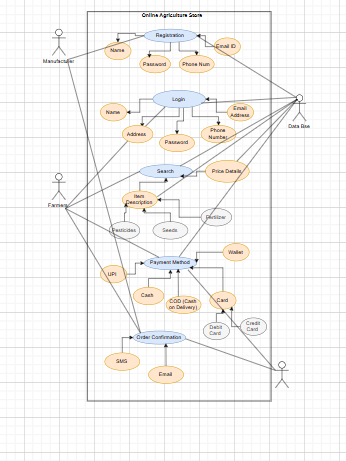 Online Agriculture Store
Registration
Name
Email ID
Password
Phone Num
Manufacturer
Login
Name
Email
Address
Address
Phone
Number
Password
Data Bse
Search
Price Details
Item
Description
Farmers
Pesticides
Seeds
Fertilizer
Payment Method
Waller
UPI
Cash
COD (Cash
on Delivery)
Card
Debit
Card
Credit
Card
Order Confirmation
SMS
Email